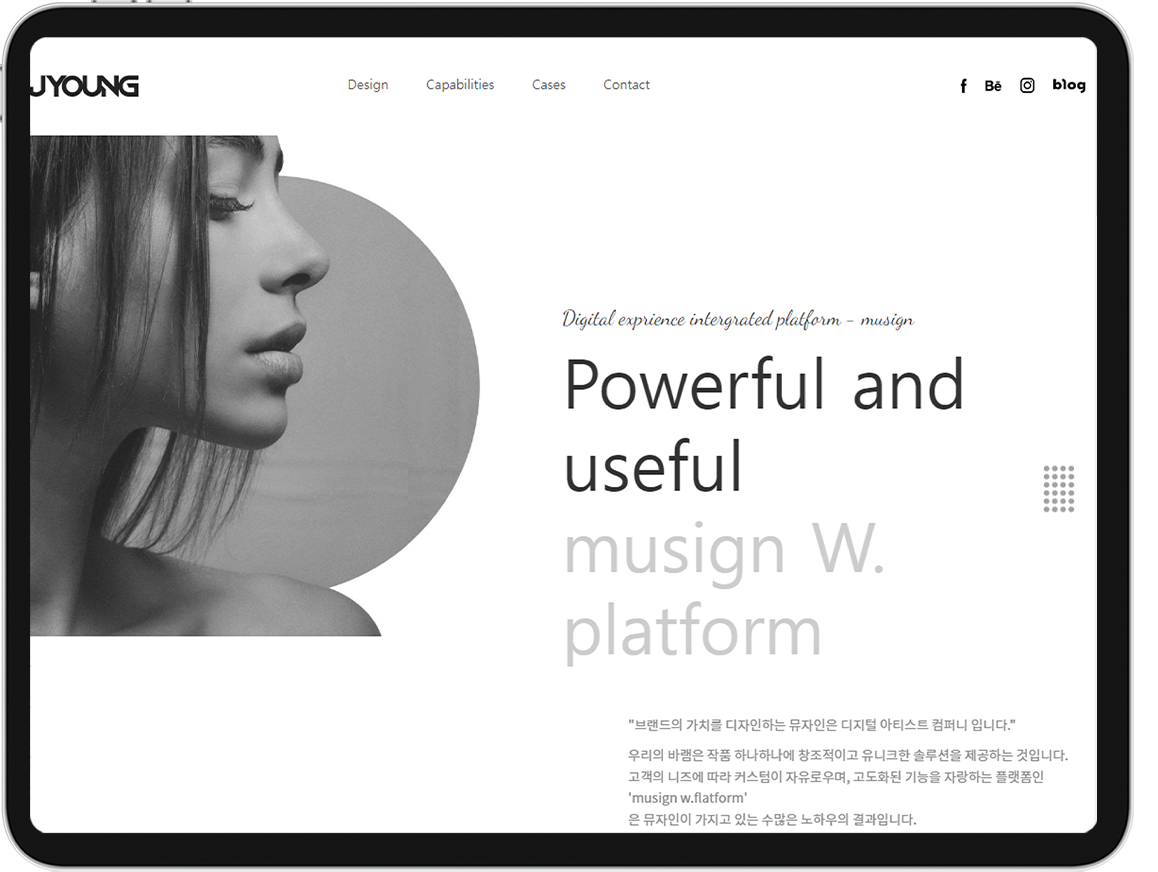 JYOUNG
Design Capabilities Cases Contact
f Bē blog
Digital exprience intergrated platform - musign
Powerful and
useful
musign W.
platform
"브랜드의 가치를 디자인하는 뮤자인은 디지털 아티스트 컴퍼니 입니다."
우리의 바램은 작품 하나하나에 창조적이고 유니크한 솔루션을 제공하는 것입니다.
고객의 니즈에 따라 커스텀이 자유로우며, 고도화된 기능을 자랑하는 플랫폼인
'musign w.flatform'
은 뮤자인이 가지고 있는 수많은 노하우의 결과입니다.